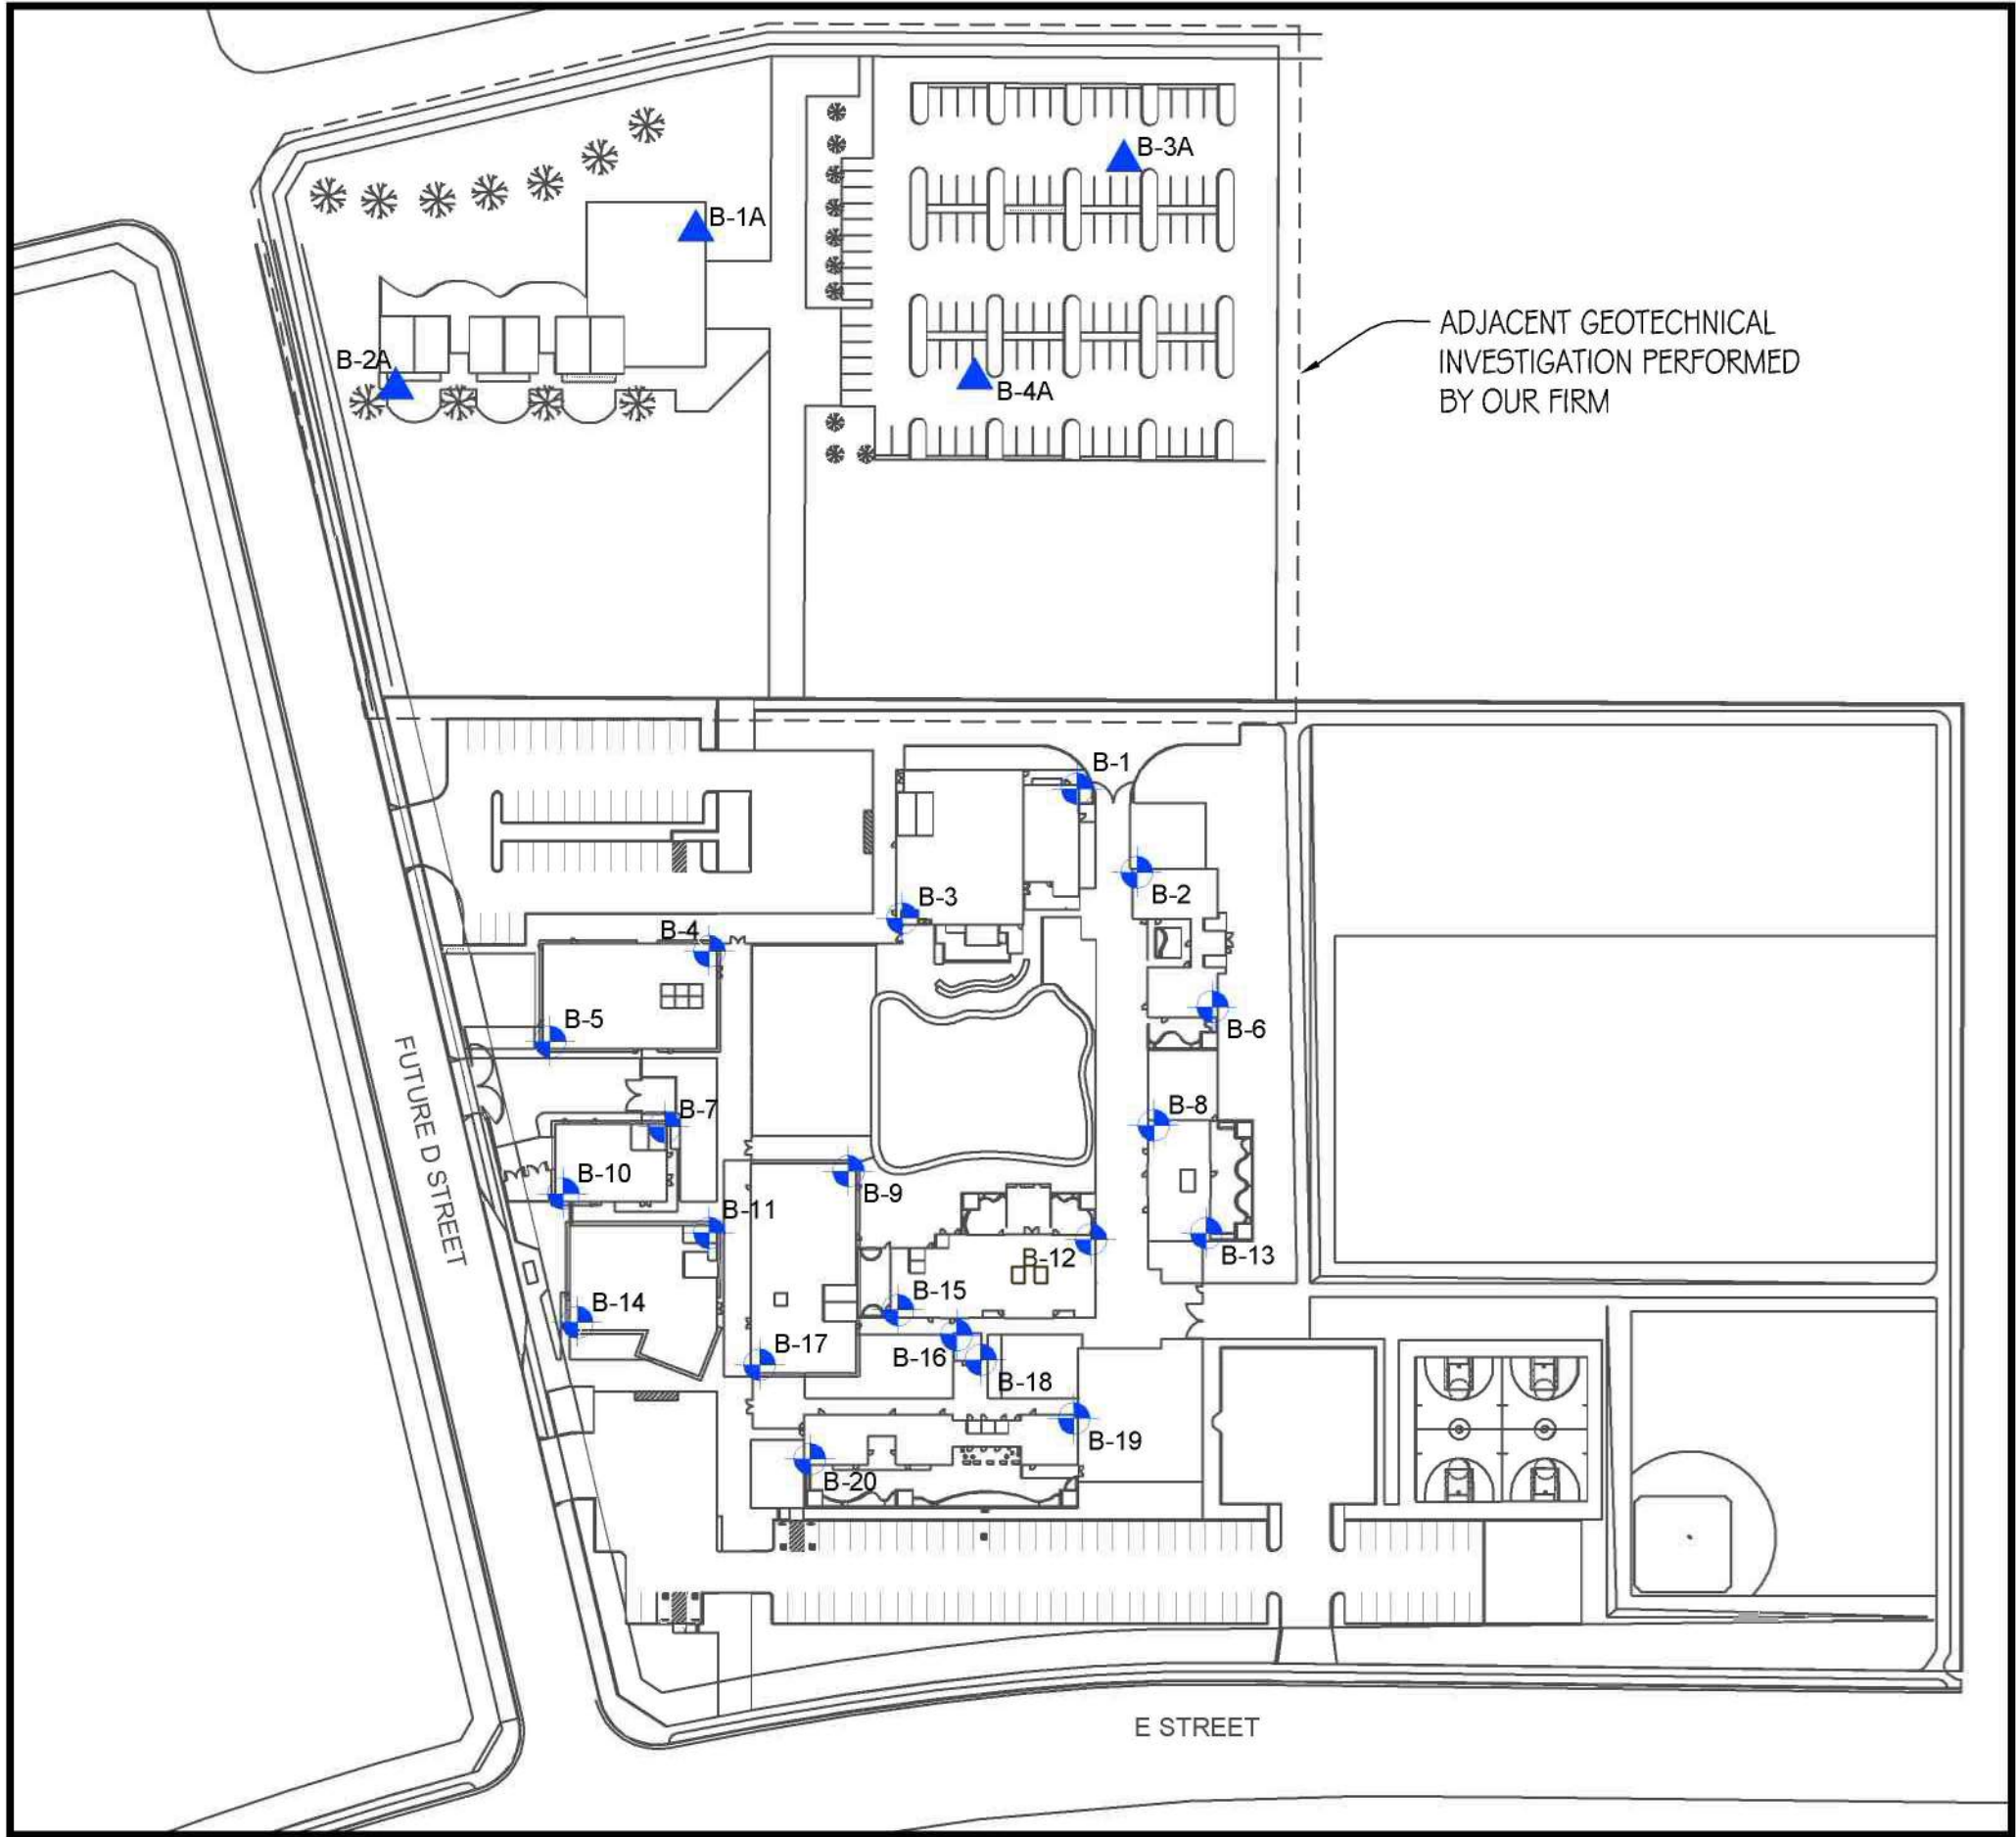 B-3A
B-1A
ADJACENT GEOTECHNICAL
INVESTIGATION PERFORMED
BY OUR FIRM
B-2A
B-4A
B-1
B-2
B-3
B-4
B-5
B-6
FUTURE D STREET
B-7
B-8
B-10
B-9
B-11
B-12
B-13
B-15
B-14
B-17
B-16
B-18
B-19
B-20
E STREET